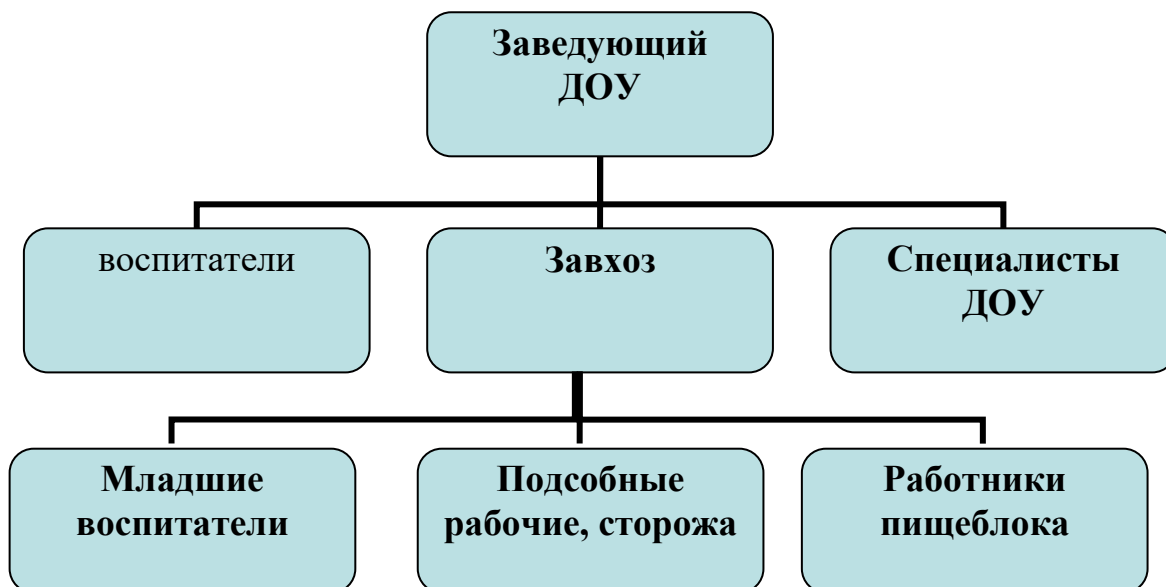 Заведующий
ДОУ
воспитатели
Завхоз
Специалисты
ДОУ
Младшие
воспитатели
Подсобные
рабочие, сторожа
Работники
пищеблока